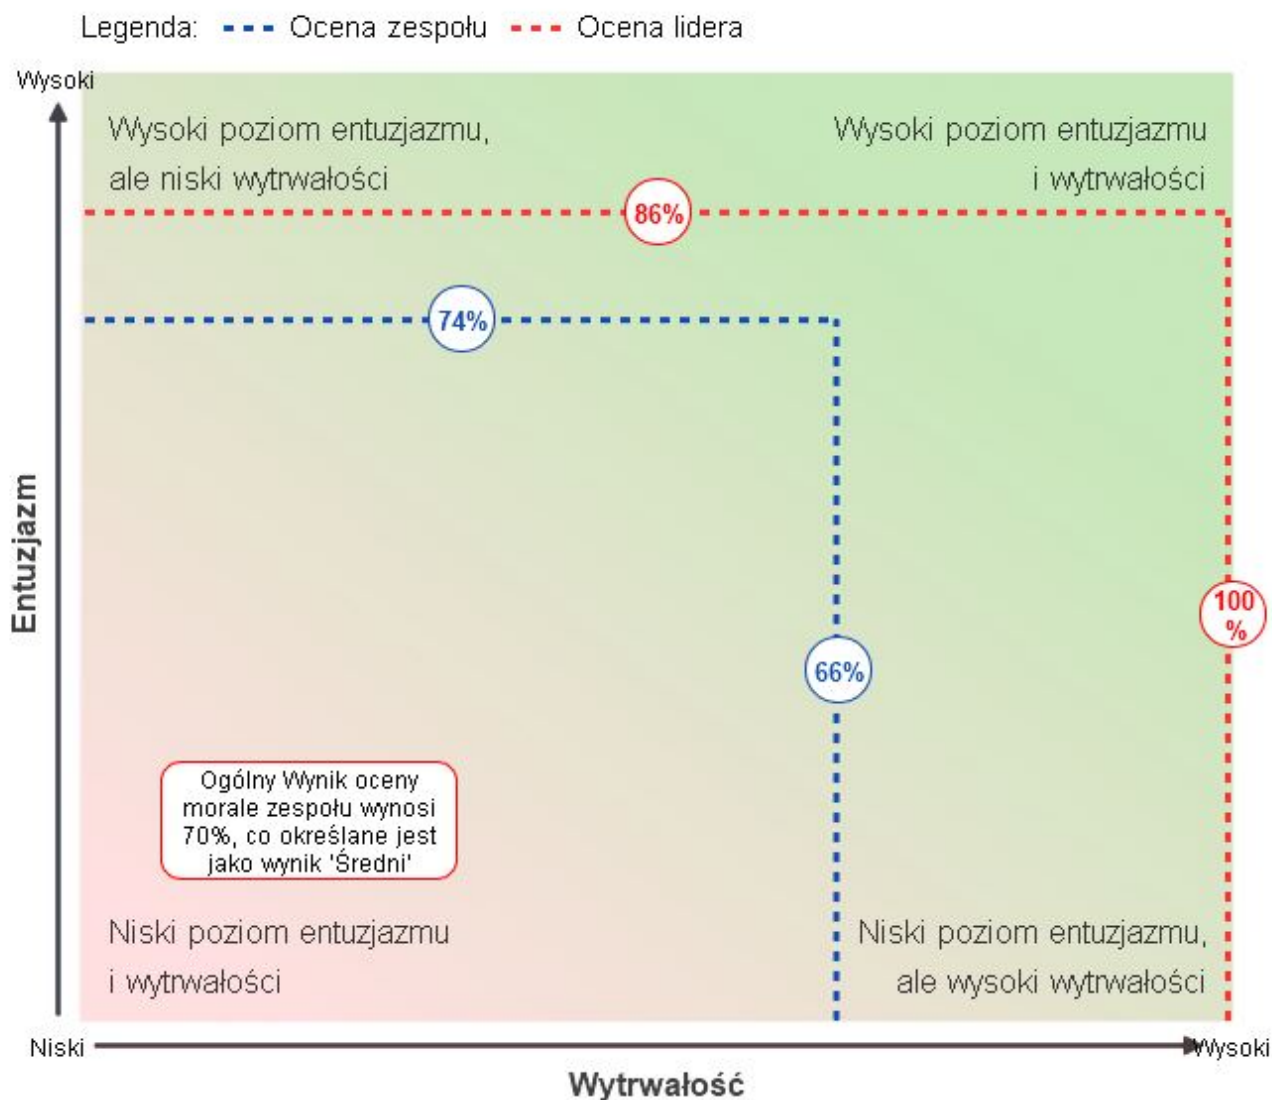 Legenda: Ocena zespołu Ocena lidera
Wysoki
Wysoki poziom entuzjazmu,
ale niski wytrwałości
Wysoki poziom entuzjazmu
i wytrwałości
86%
74%
Entuzjazm
100
%
66%
Ogólny Wynik oceny
morale zespołu wynosi
70%, co określane jest
jako wynik 'Średni'
Niski poziom entuzjazmu
i wytrwałości
Niski poziom entuzjazmu,
ale wysoki wytrwałości
Niski
Wysoki
Wytrwałość